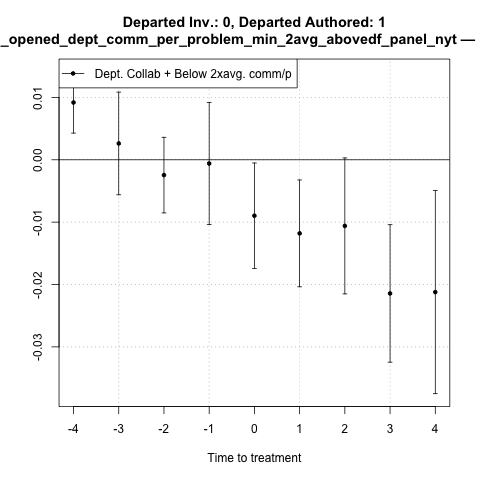 Departed Inv.: 0, Departed Authored: 1
_opened_dept_comm_per_problem_min_2avg_abovedf_panel_nyt —
Dept. Collab + Below 2xavg. comm/p
0.01
0.00
-0.01
-0.02
-0.03
-4 -3 -2 -1 0 1 2 3 4
Time to treatment